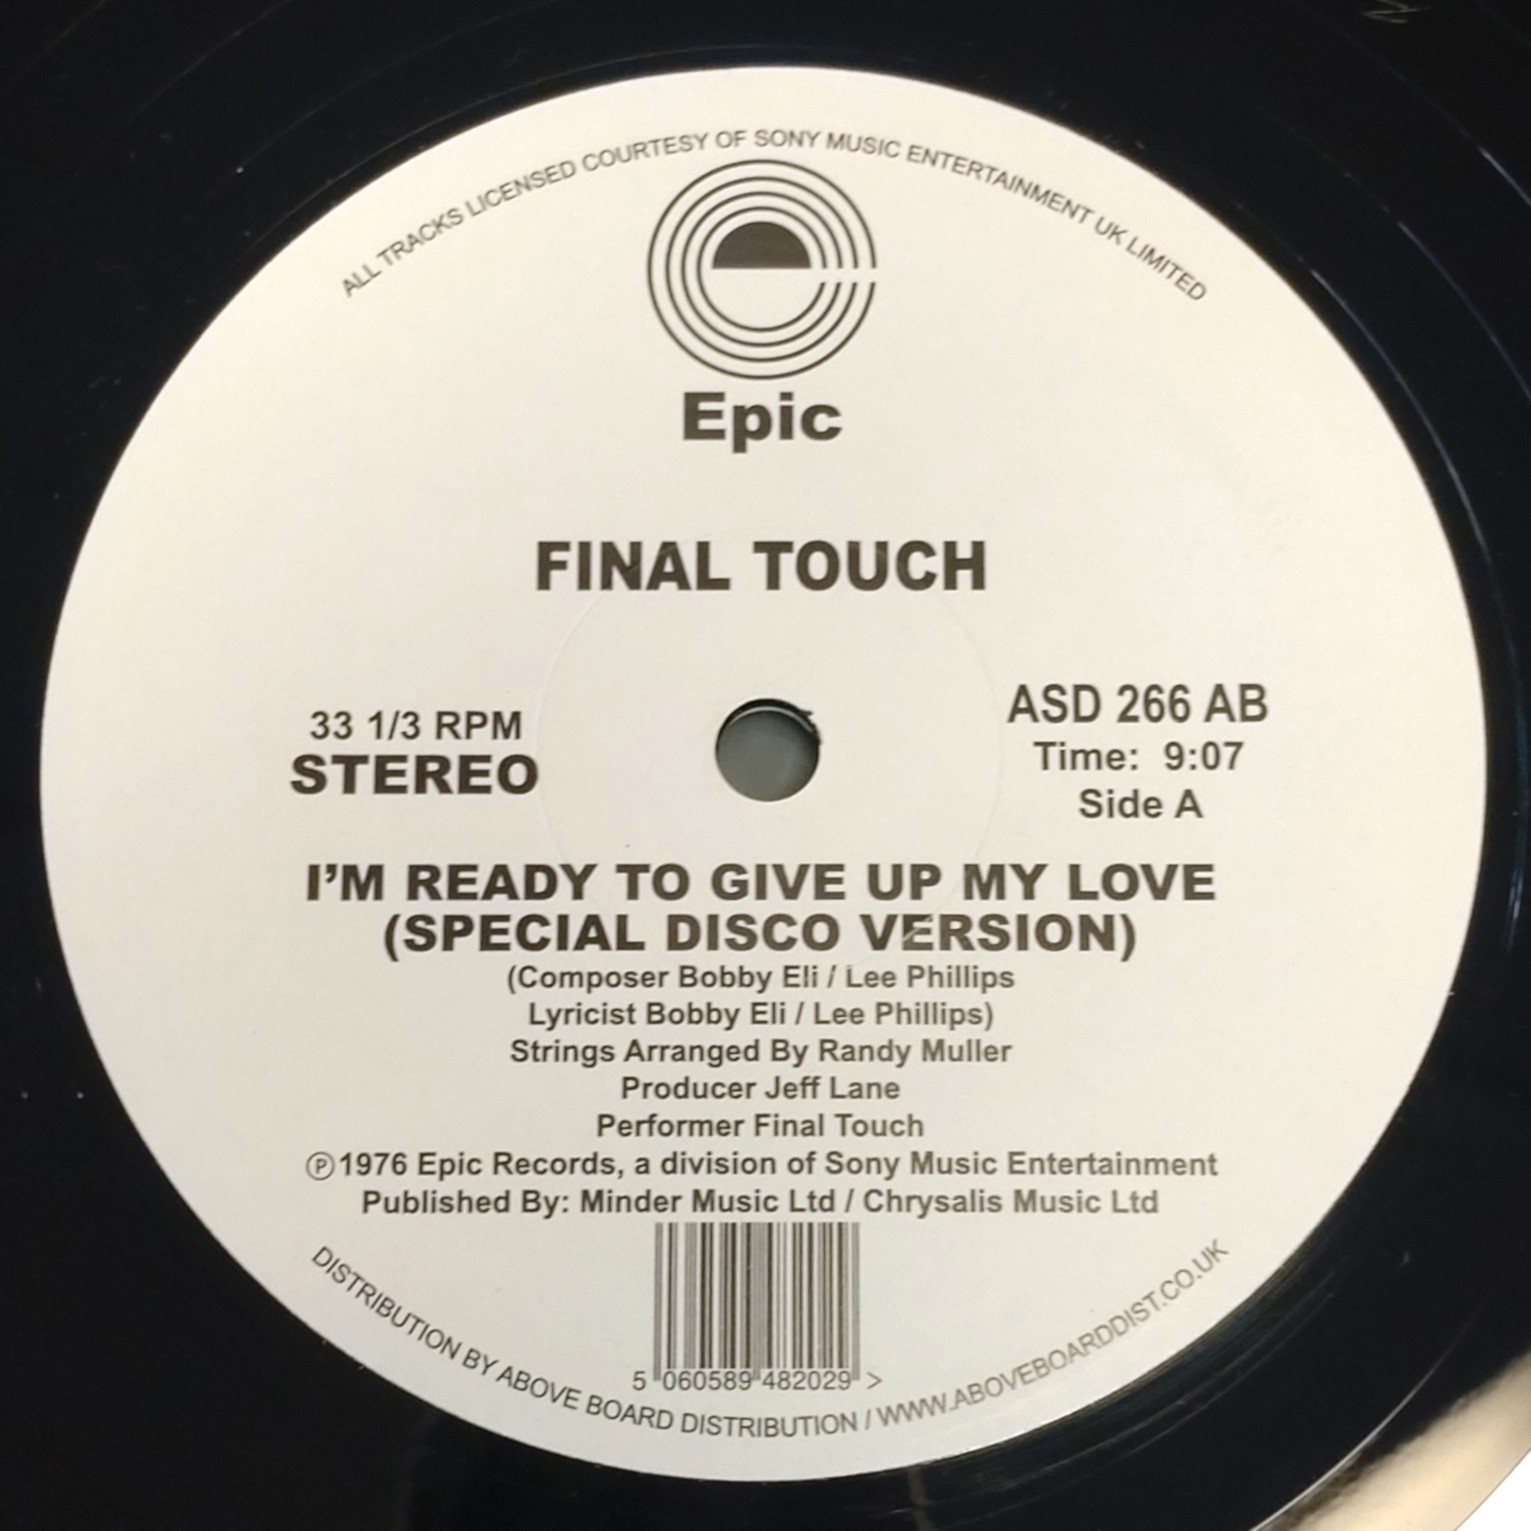 ALL TRACKS LICENSED COURTESY OF SONY MUSIC ENTERTAINMENT UK LIMITED
Epic
FINAL TOUCH
33 1/3 RPM
STEREO
ASD 266 AB
Time: 9:07
Side A
I'M READY TO GIVE UP MY LOVE
(SPECIAL DISCO VERSION)
(Composer Bobby Eli / Lee Phillips
Lyricist Bobby Eli / Lee Phillips)
Strings Arranged By Randy Muller
Producer Jeff Lane
Performer Final Touch
℗1976 Epic Records, a division of Sony Music Entertainment
Published By: Minder Music Ltd / Chrysalis Music Ltd
5 060589 482029 >
DISTRIBUTION BY ABOVE BOARD DISTRIBUTION / WWW.ABOVEBOARDDIST.CO.UK